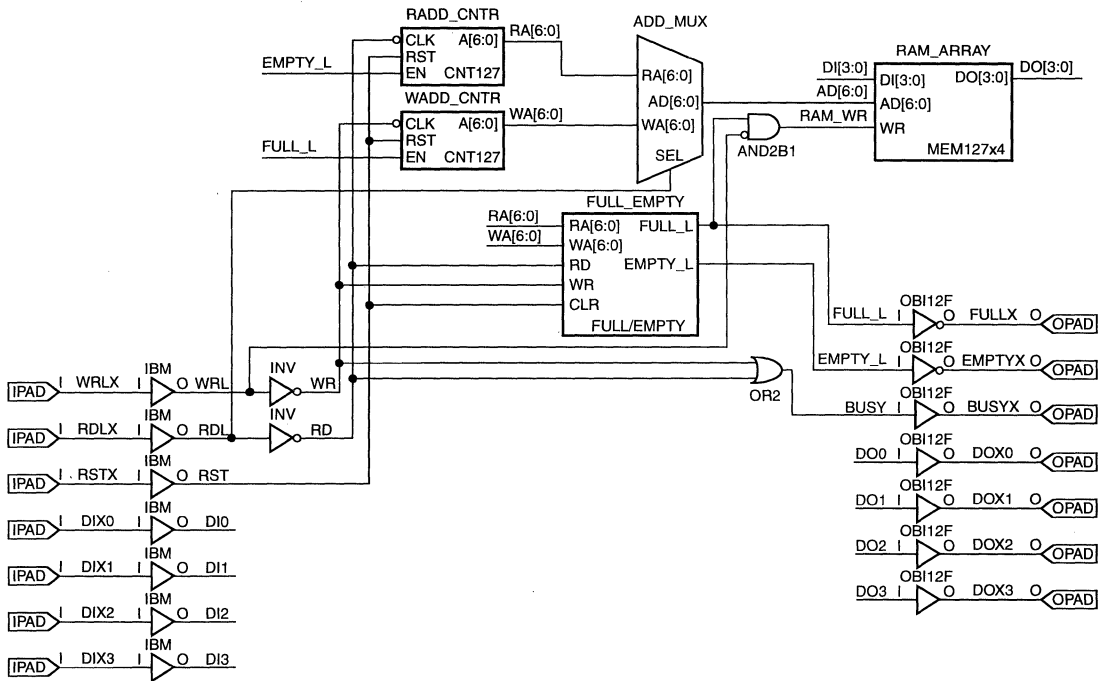 RADD_CNTR
CLK A[6:0] RA[6:0]
RST
EMPTY_L EN CNT127
WADD_CNTR
CLK A[6:0] WA[6:0]
RST
FULL_L EN CNT127
ADD_MUX
RA[6:0]
AD[6:0]
WA[6:0]
SEL
RAM_ARRAY
DI[3:0] DI[3:0] DO[3:0] DO[3:0]
AD[6:0] AD[6:0]
RAM_WR WR
AND2B1 MEM127x4
FULL_EMPTY
RA[6:0] RA[6:0] FULL_L
WA[6:0] WA[6:0]
RD EMPTY_L
WR
CLR
FULL/EMPTY
IPAD I WRLX I IBM O WRL INV WR
IPAD I RDLX I IBM O RDL INV RD
IPAD I RSTX I IBM O RST
IPAD I DIX0 I IBM O DI0
IPAD I DIX1 I IBM O DI1
IPAD I DIX2 I IBM O DI2
IPAD I DIX3 I IBM O DI3
OR2
FULL_L I OBI12F O FULLX O OPAD
EMPTY_L I OBI12F O EMPTYX O OPAD
BUSY I OBI12F O BUSYX O OPAD
DO0 I OBI12F O DOX0 O OPAD
DO1 I OBI12F O DOX1 O OPAD
DO2 I OBI12F O DOX2 O OPAD
DO3 I OBI12F O DOX3 O OPAD